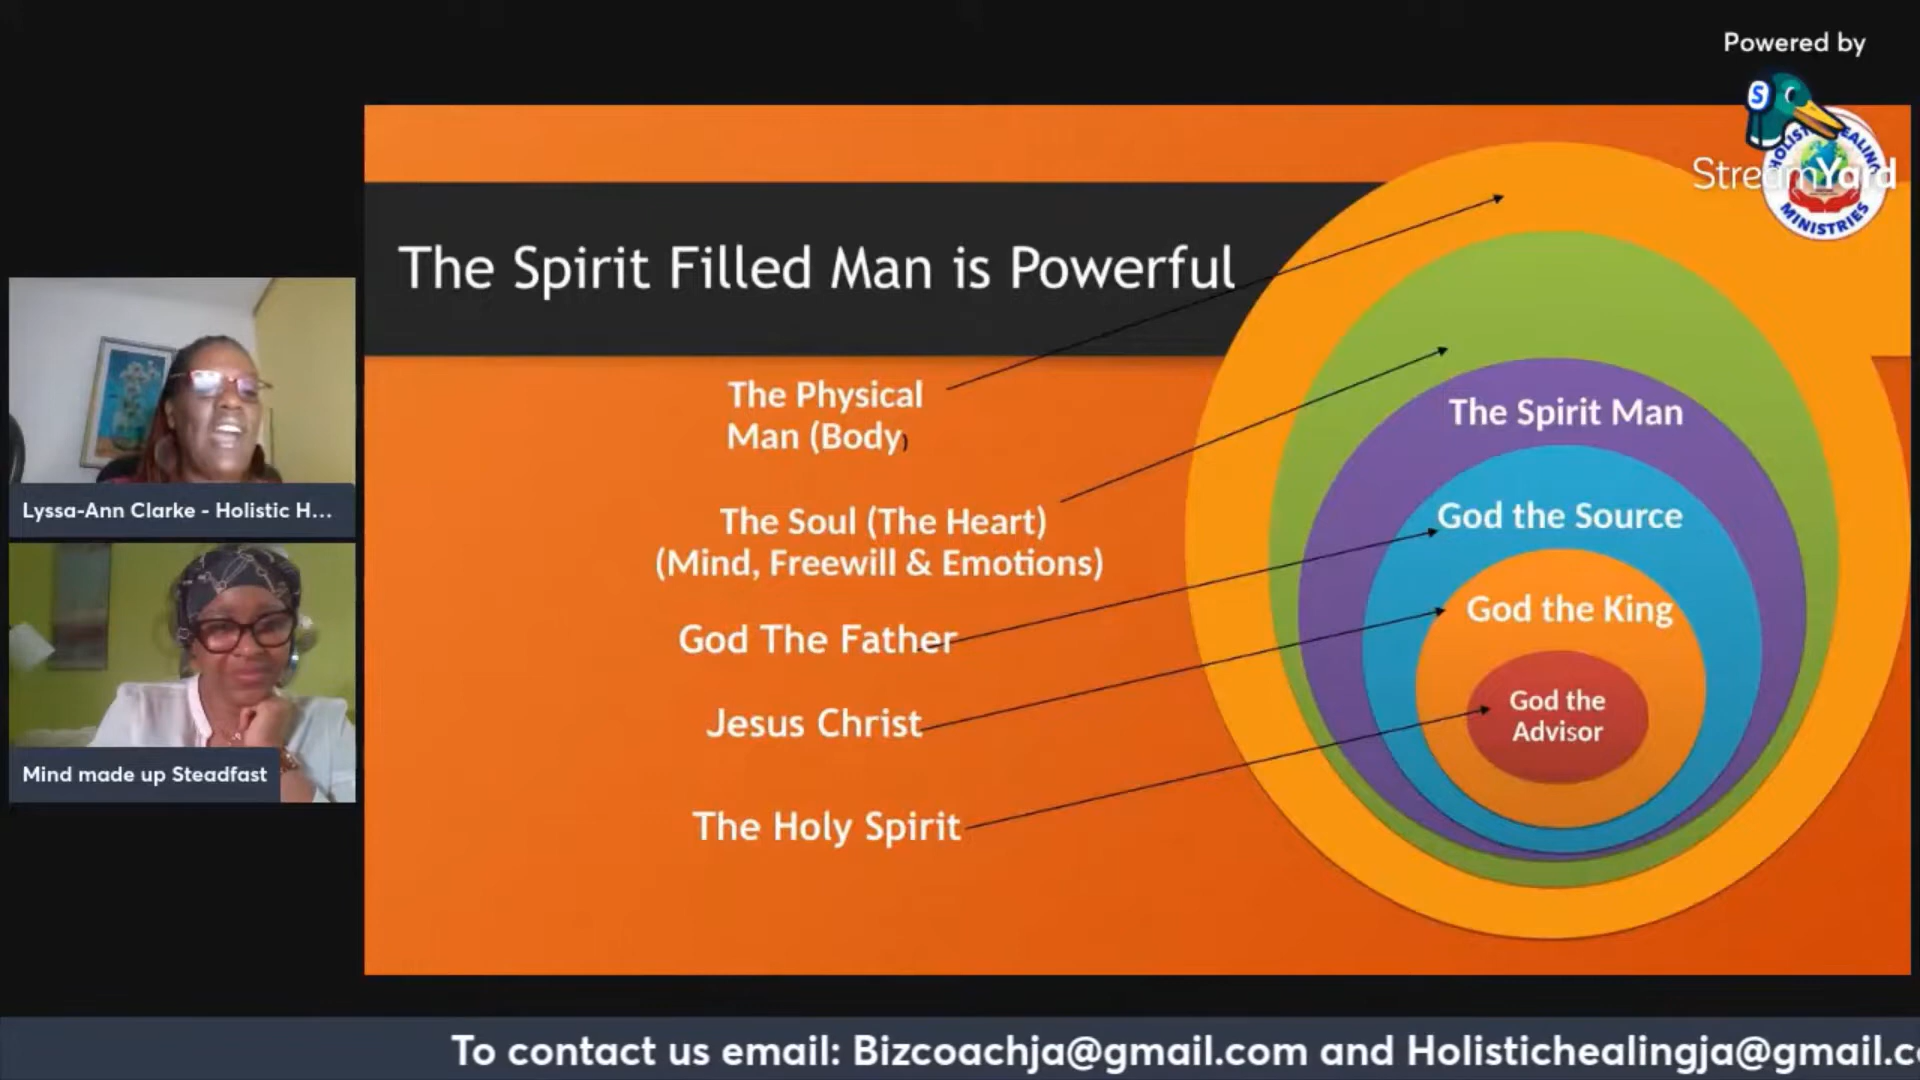 Powered by
StreamYard
HOLISTIC HEALING
MINISTRIES
The Spirit Filled Man is Powerful
The Physical
Man (Body)
The Soul (The Heart)
(Mind, Freewill & Emotions)
God The Father
Jesus Christ
The Holy Spirit
The Spirit Man
God the Source
God the King
God the
Advisor
Lyssa-Ann Clarke - Holistic H...
Mind made up Steadfast
To contact us email: Bizcoachja@gmail.com and Holistichealingja@gmail.c